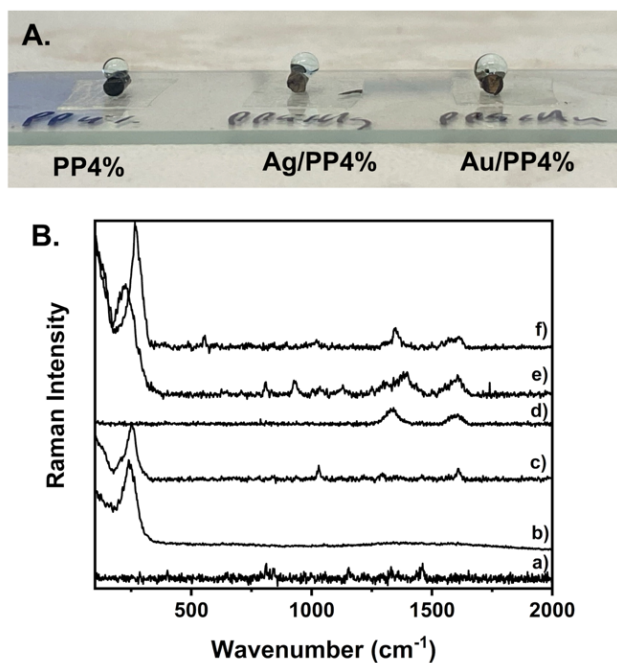 A.
PP4%
Ag/PP4%
Au/PP4%
B.
Raman Intensity
f)
e)
d)
c)
b)
a)
500
1000
1500
2000
Wavenumber (cm⁻¹)